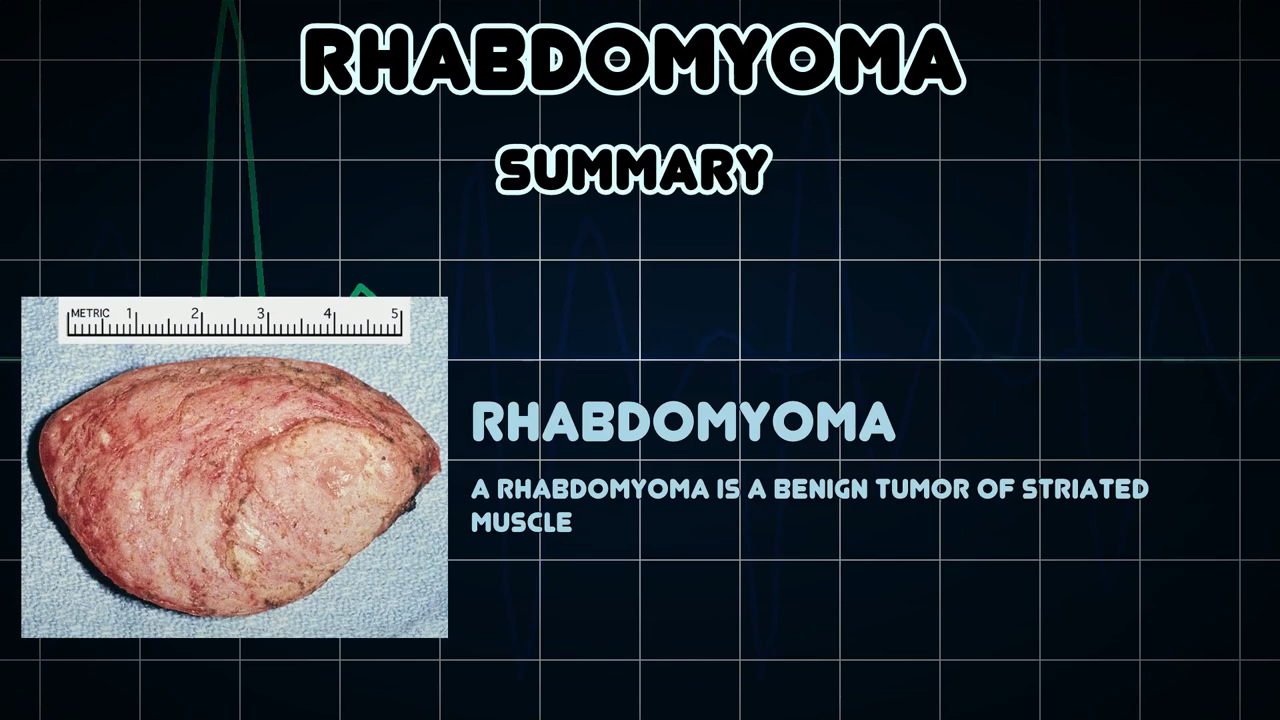 RHABDOMYOMA
SUMMARY
METRIC 1 2 3 4 5
RHABDOMYOMA
A RHABDOMYOMA IS A BENIGN TUMOR OF STRIATED
MUSCLE